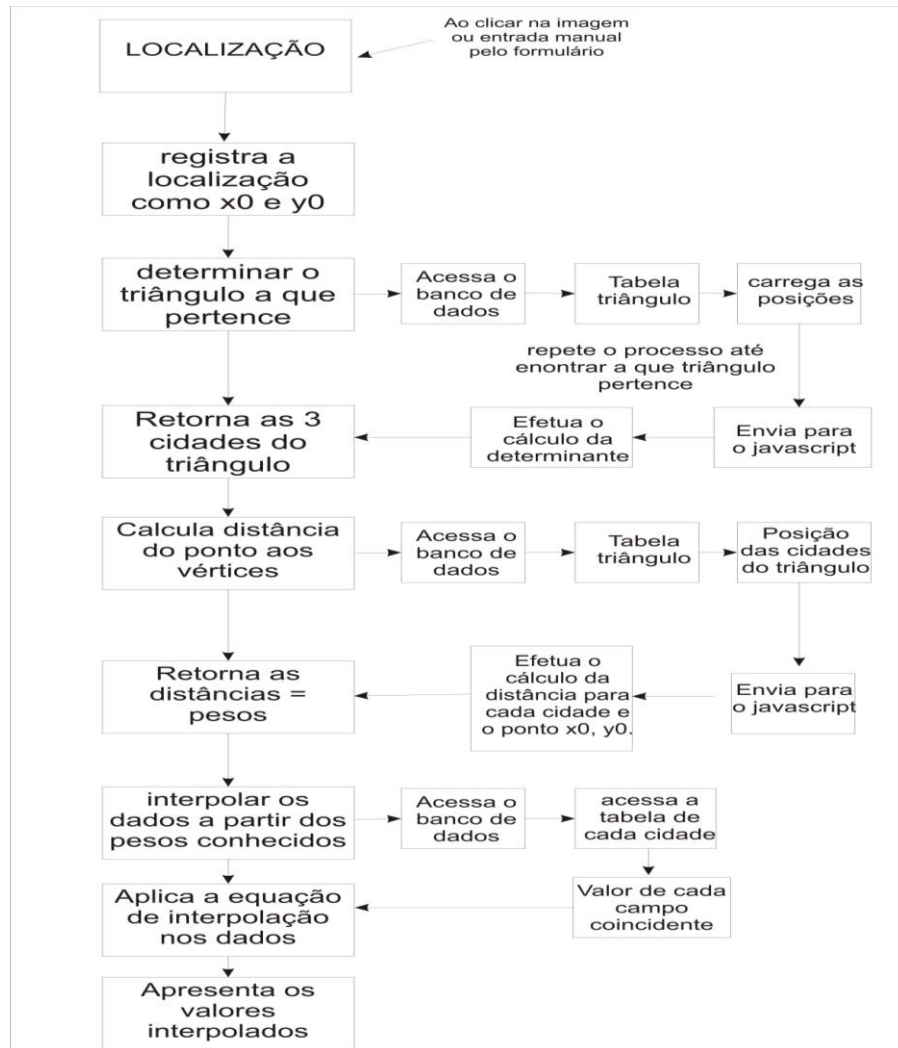 Ao clicar na imagem
ou entrada manual
pelo formulário
LOCALIZAÇÃO
registra a
localização
como x0 e y0
determinar o
triângulo a que
pertence
Acessa o
banco de
dados
Tabela
triângulo
carrega as
posições
repete o processo até
enontrar a que triângulo
pertence
Retorna as 3
cidades do
triângulo
Efetua o
cálculo da
determinante
Envia para
o javascript
Calcula distância
do ponto aos
vértices
Acessa o
banco de
dados
Tabela
triângulo
Posição
das cidades
do triângulo
Retorna as
distâncias =
pesos
Efetua o
cálculo da
distância para
cada cidade e
o ponto x0, y0.
Envia para
o javascript
interpolar os
dados a partir dos
pesos conhecidos
Acessa o
banco de
dados
acessa a
tabela de
cada cidade
Aplica a equação
de interpolação
nos dados
Valor de cada
campo
coincidente
Apresenta os
valores
interpolados